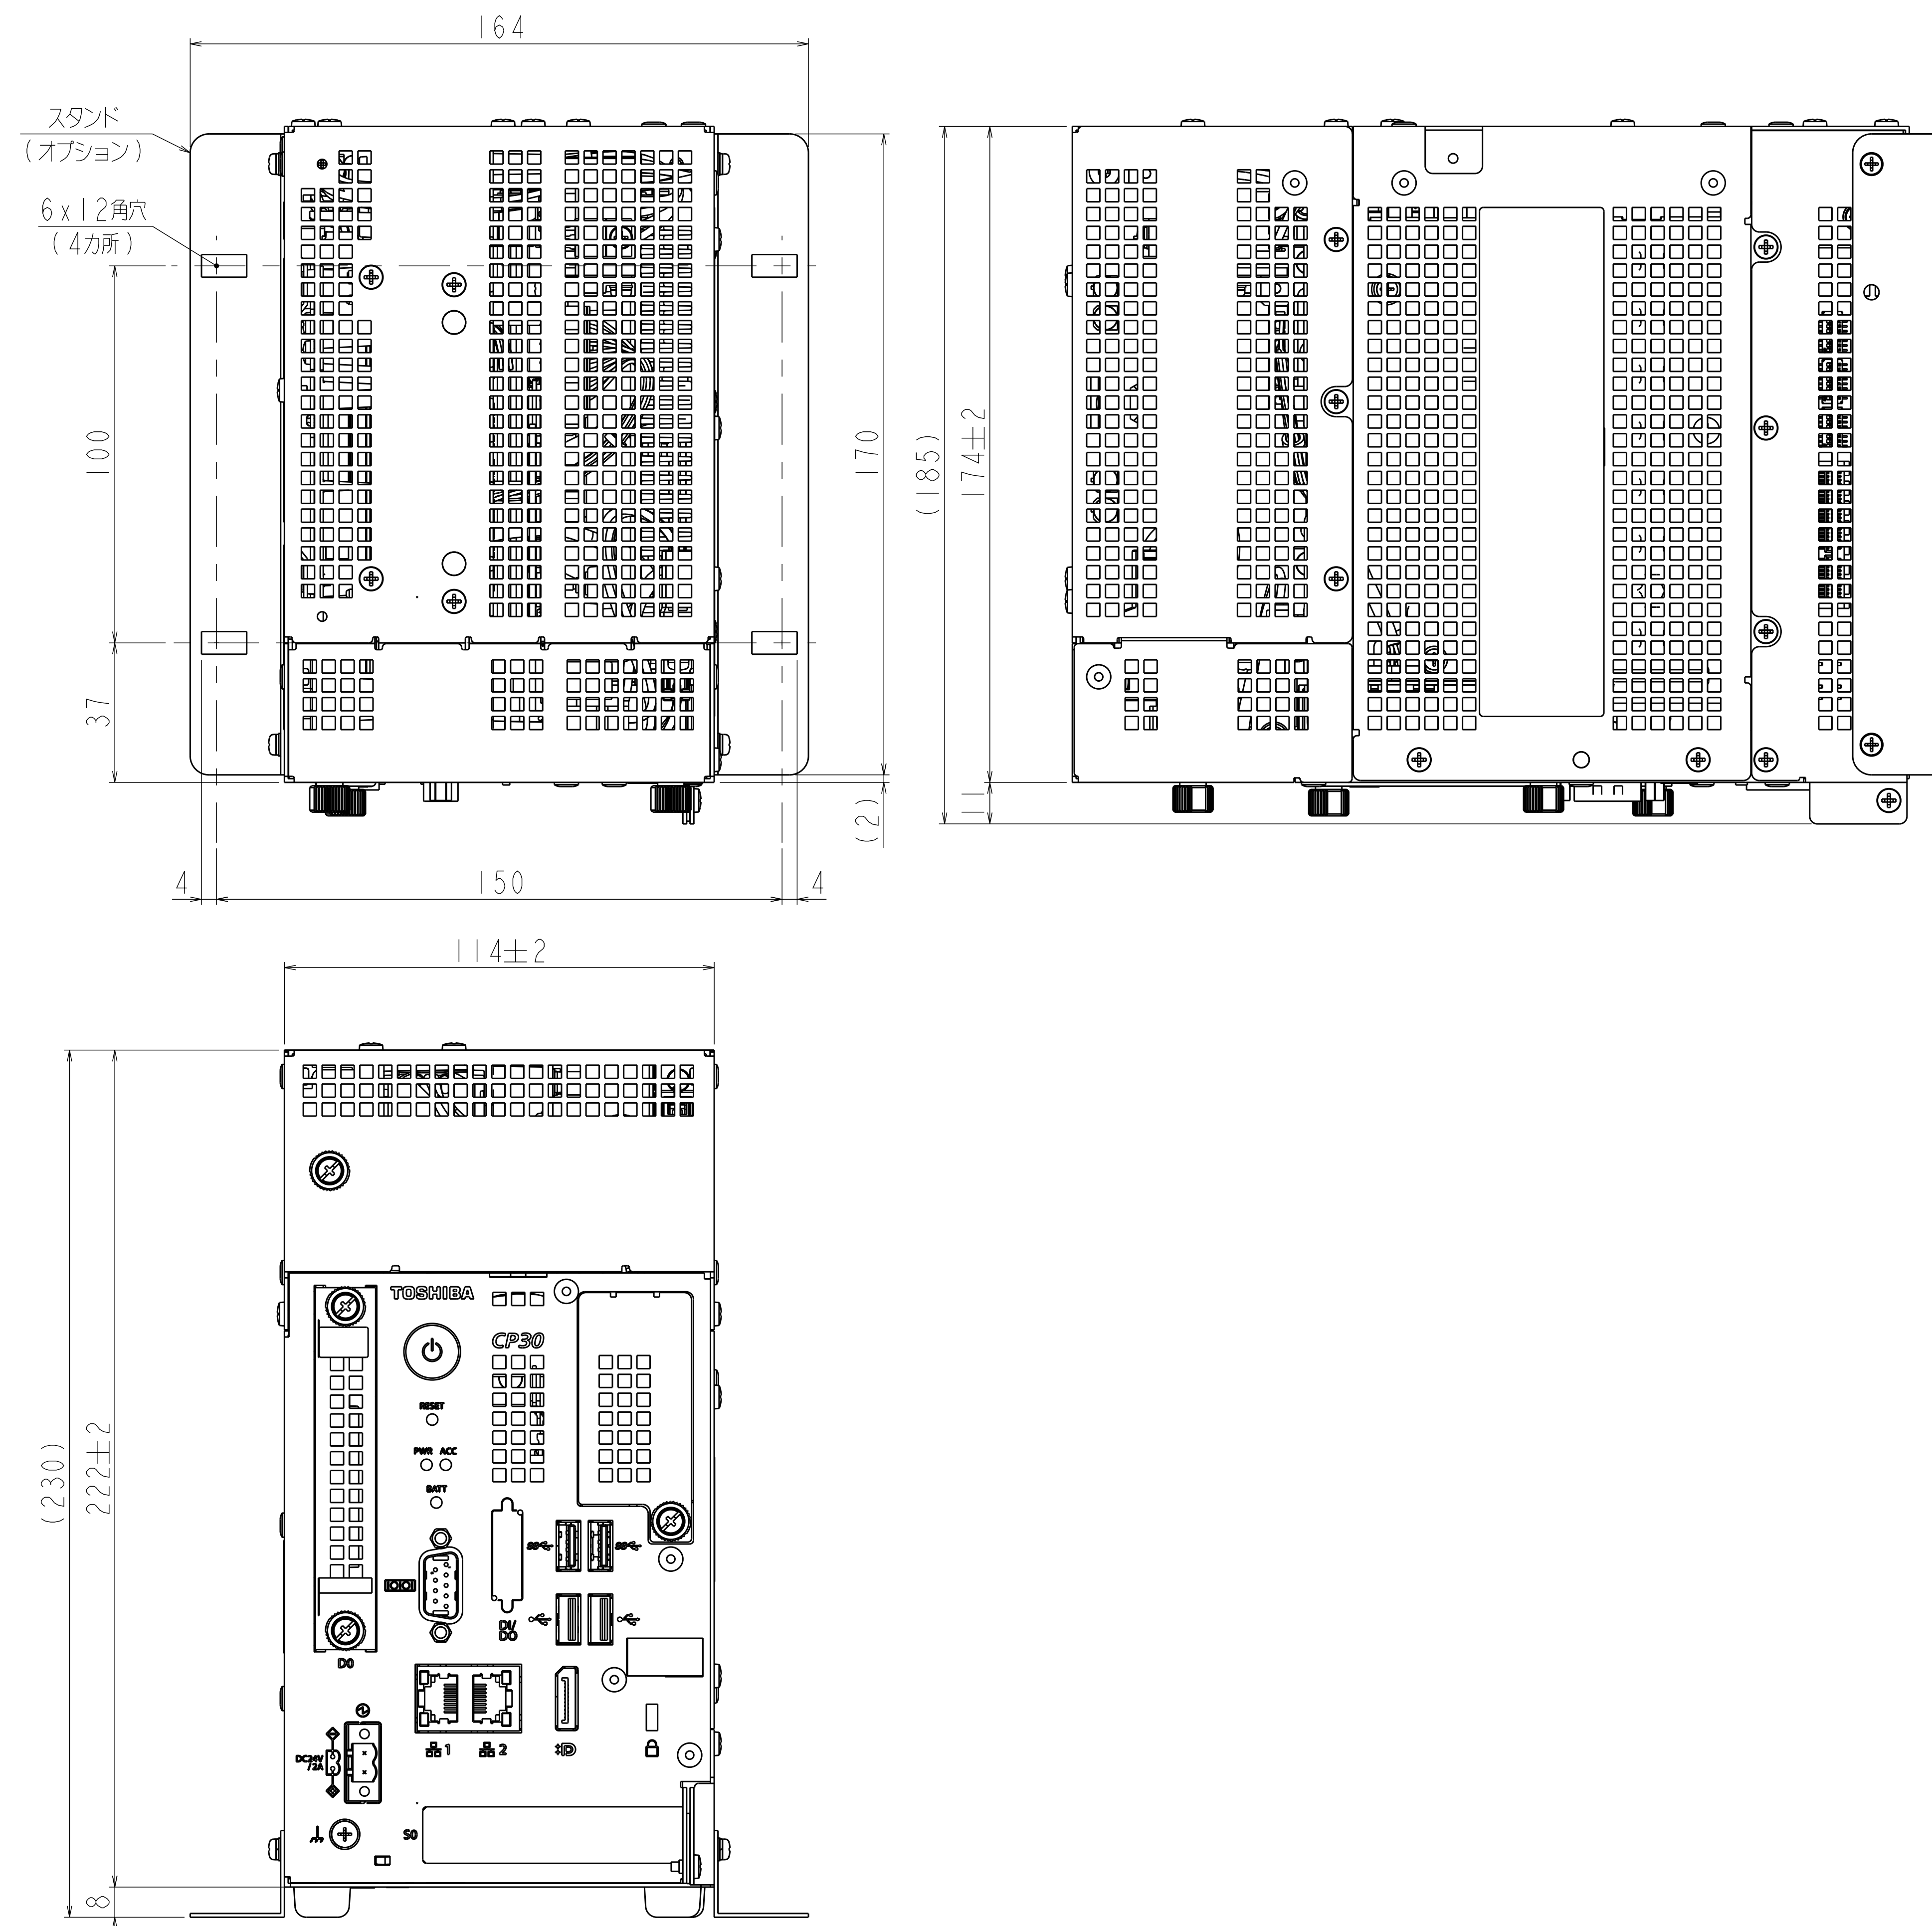 164
スタンド
(オプション)
6x12角穴
(4カ所)
100
37
170
(2)
4
150
4
(185)
174±2
11
114±2
(230)
222±2
8
TOSHIBA
CP30
RESET
PWR ACC
BATT
SS
SS
DI/
DO
D0
1
2
DC24V
/2A
S0